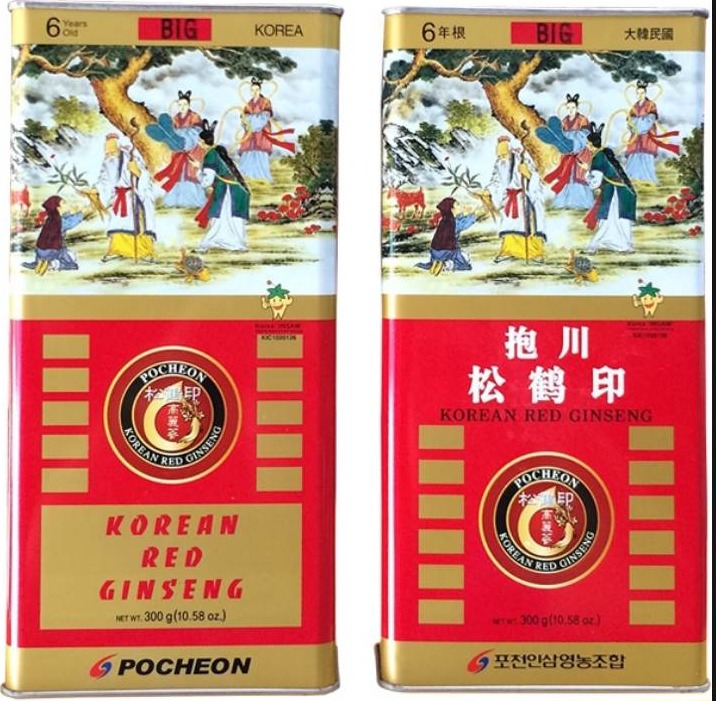 6 Years Old
BIG
KOREA
Korea INSAM
POCHEON
松鶴印
高麗蔘
KOREAN RED GINSENG
KOREAN
RED
GINSENG
NET WT. 300 g(10.58 oz.)
POCHEON
6年根
BIG
大韓民國
抱川
松鶴印
KOREAN RED GINSENG
POCHEON
松鶴印
高麗蔘
KOREAN RED GINSENG
NET WT. 300 g(10.58 oz.)
포천인삼영농조합